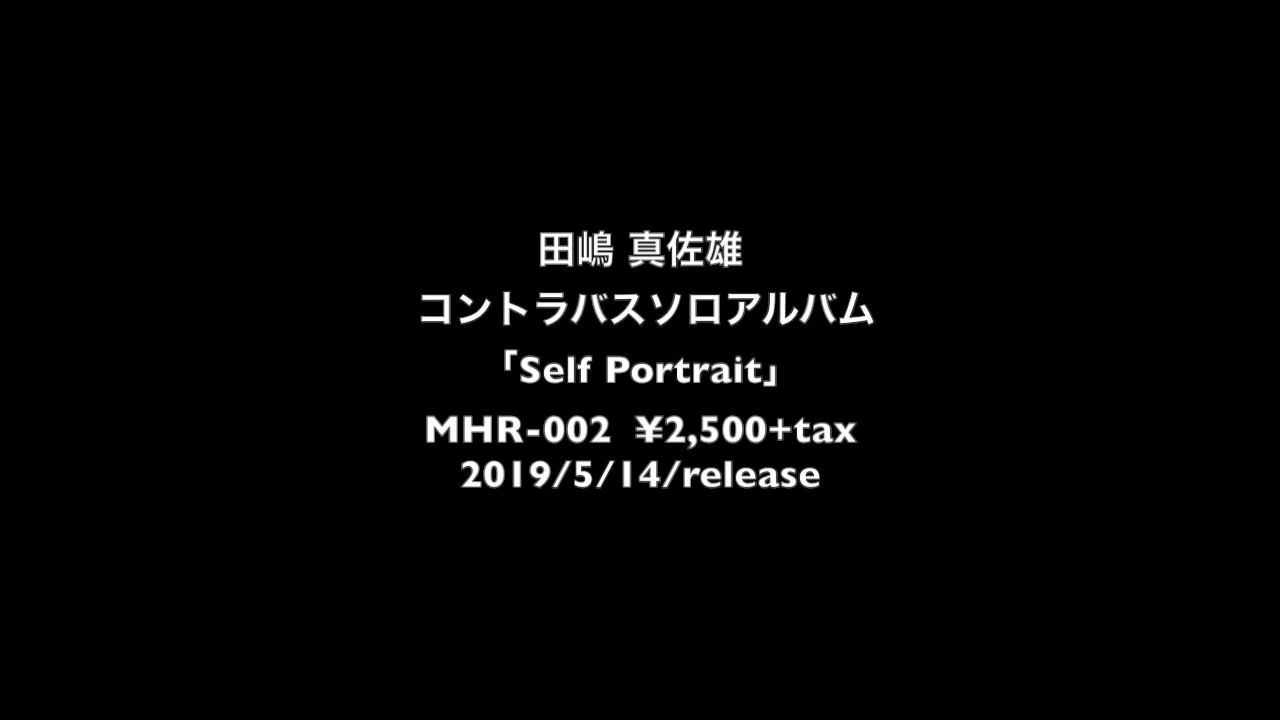 田嶋 真佐雄
コントラバスソロアルバム
「Self Portrait」
MHR-002 ¥2,500+tax
2019/5/14/release